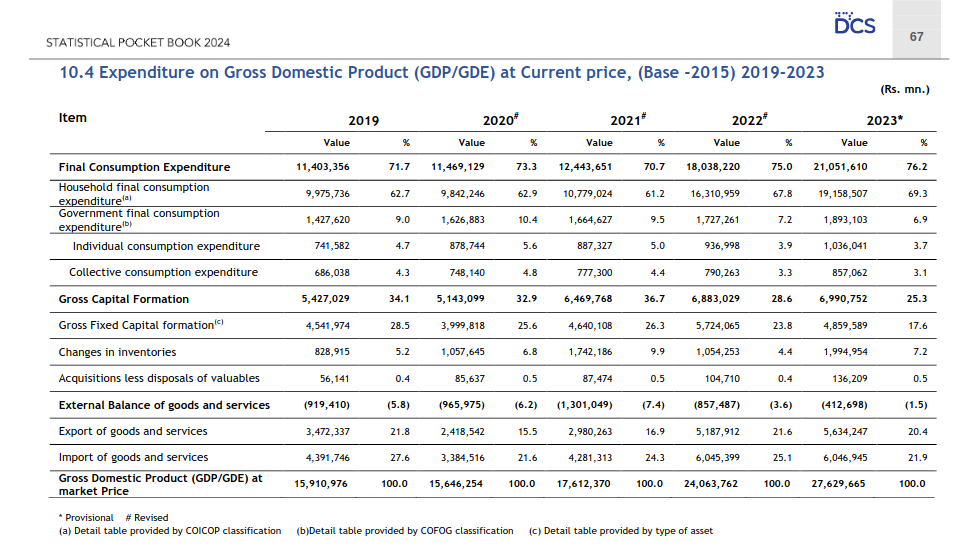 DCS
67
STATISTICAL POCKET BOOK 2024
10.4 Expenditure on Gross Domestic Product (GDP/GDE) at Current price, (Base -2015) 2019-2023
(Rs. mn.)
Item 2019 2020# 2021# 2022# 2023*
Value % Value % Value % Value % Value %
Final Consumption Expenditure 11,403,356 71.7 11,469,129 73.3 12,443,651 70.7 18,038,220 75.0 21,051,610 76.2
Household final consumption
expenditure(a) 9,975,736 62.7 9,842,246 62.9 10,779,024 61.2 16,310,959 67.8 19,158,507 69.3
Government final consumption
expenditure(b) 1,427,620 9.0 1,626,883 10.4 1,664,627 9.5 1,727,261 7.2 1,893,103 6.9
Individual consumption expenditure 741,582 4.7 878,744 5.6 887,327 5.0 936,998 3.9 1,036,041 3.7
Collective consumption expenditure 686,038 4.3 748,140 4.8 777,300 4.4 790,263 3.3 857,062 3.1
Gross Capital Formation 5,427,029 34.1 5,143,099 32.9 6,469,768 36.7 6,883,029 28.6 6,990,752 25.3
Gross Fixed Capital formation(c) 4,541,974 28.5 3,999,818 25.6 4,640,108 26.3 5,724,065 23.8 4,859,589 17.6
Changes in inventories 828,915 5.2 1,057,645 6.8 1,742,186 9.9 1,054,253 4.4 1,994,954 7.2
Acquisitions less disposals of valuables 56,141 0.4 85,637 0.5 87,474 0.5 104,710 0.4 136,209 0.5
External Balance of goods and services (919,410) (5.8) (965,975) (6.2) (1,301,049) (7.4) (857,487) (3.6) (412,698) (1.5)
Export of goods and services 3,472,337 21.8 2,418,542 15.5 2,980,263 16.9 5,187,912 21.6 5,634,247 20.4
Import of goods and services 4,391,746 27.6 3,384,516 21.6 4,281,313 24.3 6,045,399 25.1 6,046,945 21.9
Gross Domestic Product (GDP/GDE) at
market Price 15,910,976 100.0 15,646,254 100.0 17,612,370 100.0 24,063,762 100.0 27,629,665 100.0
* Provisional # Revised
(a) Detail table provided by COICOP classification (b)Detail table provided by COFOG classification (c) Detail table provided by type of asset